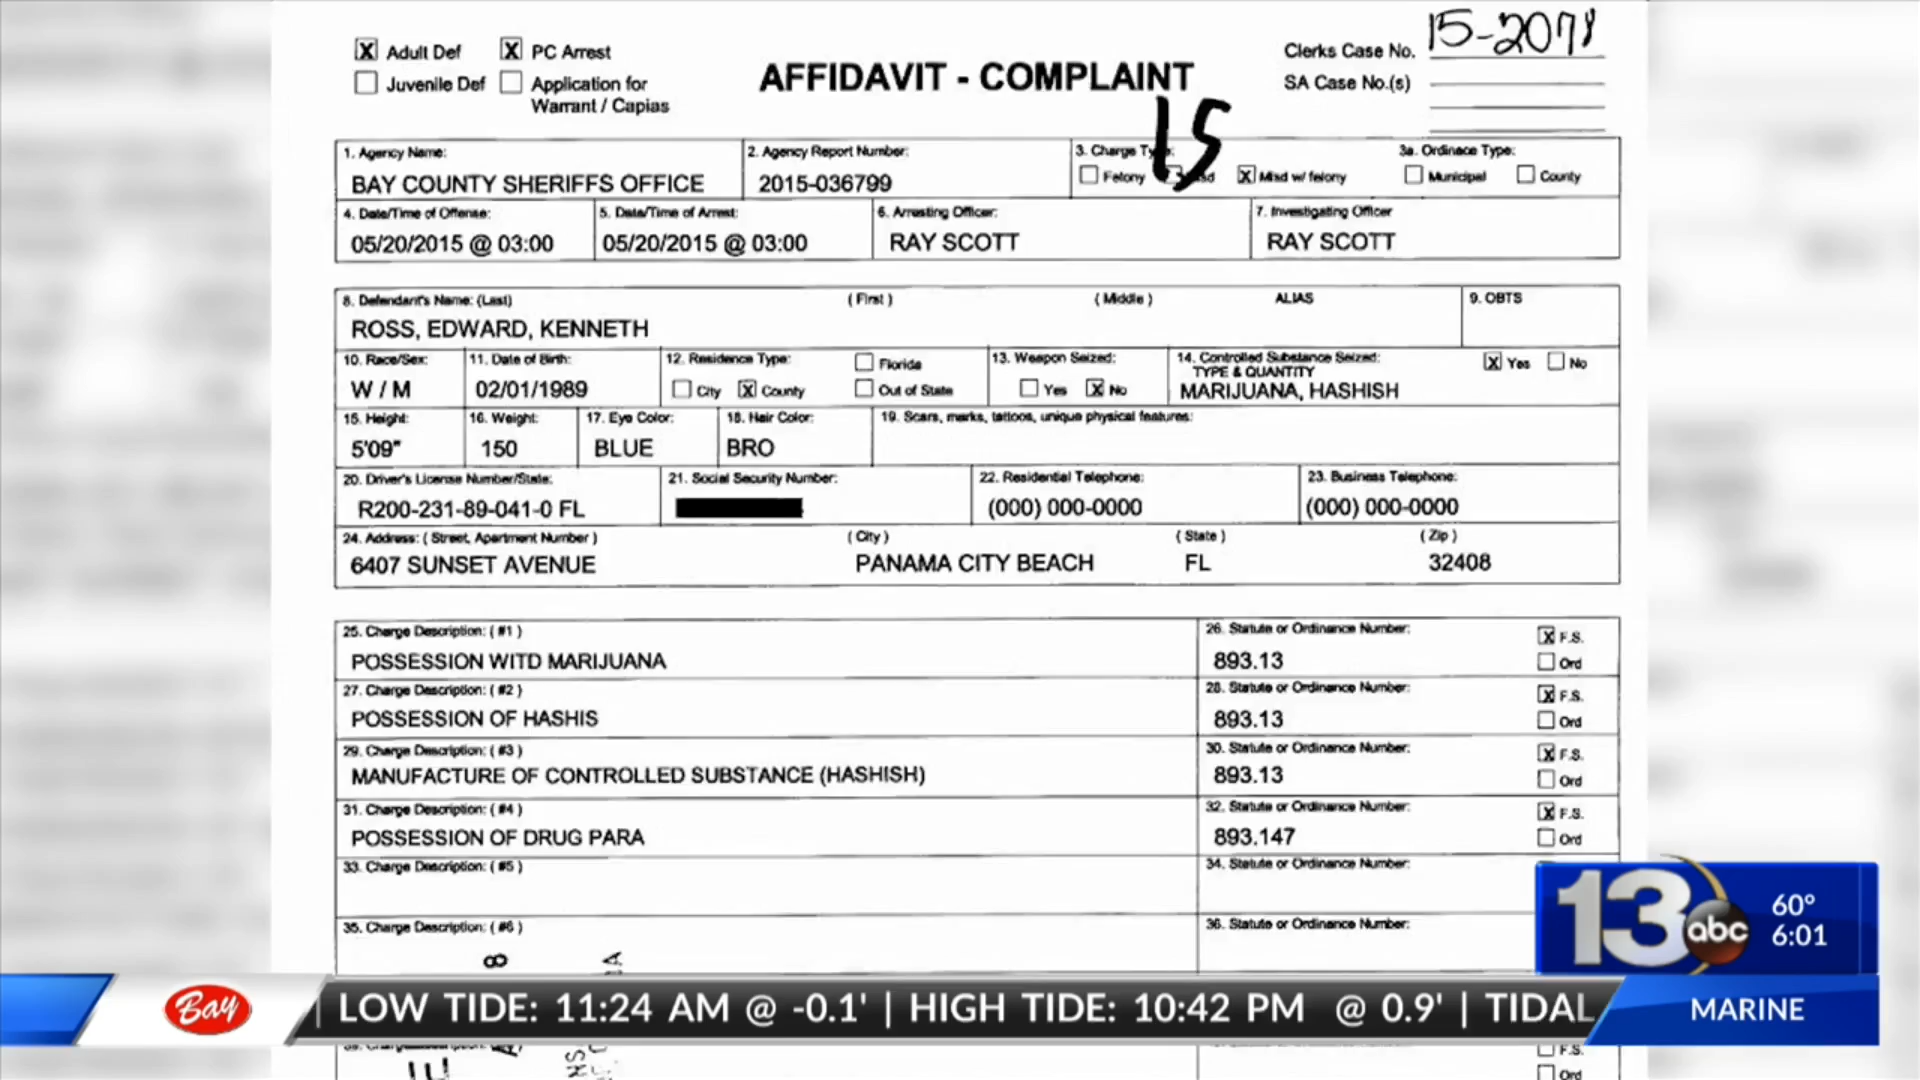 X Adult Def X PC Arrest
Juvenile Def Application for
Warrant / Capias
AFFIDAVIT - COMPLAINT
Clerks Case No. 15-2078
SA Case No.(s)
15
1. Agency Name: 2. Agency Report Number: 3. Charge 3a. Ordinace Type:
BAY COUNTY SHERIFFS OFFICE 2015-036799 Felony X Misd w/ felony Municipal County
4. Date/Time of Offense: 5. Date/Time of Arrest: 6. Arresting Officer: 7. Investigating Officer
05/20/2015 @ 03:00 05/20/2015 @ 03:00 RAY SCOTT RAY SCOTT
8. Defendant's Name: (Last) ( First ) ( Middle ) ALIAS 9. OBTS
ROSS, EDWARD, KENNETH
10. Race/Sex: 11. Date of Birth: 12. Residence Type: Florida 13. Weapon Seized: 14. Controlled Substance Seized: X Yes No
TYPE & QUANTITY
W / M 02/01/1989 City X County Out of State Yes X No MARIJUANA, HASHISH
15. Height: 16. Weight: 17. Eye Color: 18. Hair Color: 19. Scars, marks, tattoos, unique physical features:
5'09" 150 BLUE BRO
20. Driver's License Number/State: 21. Social Security Number: 22. Residential Telephone: 23. Business Telephone:
R200-231-89-041-0 FL (000) 000-0000 (000) 000-0000
24. Address: ( Street, Apartment Number ) ( City ) ( State ) ( Zip )
6407 SUNSET AVENUE PANAMA CITY BEACH FL 32408
25. Charge Description: ( #1 ) 26. Statute or Ordinance Number: X F.S.
POSSESSION WITD MARIJUANA 893.13 Ord
27. Charge Description: ( #2 ) 28. Statute or Ordinance Number: X F.S.
POSSESSION OF HASHIS 893.13 Ord
29. Charge Description: ( #3 ) 30. Statute or Ordinance Number: X F.S.
MANUFACTURE OF CONTROLLED SUBSTANCE (HASHISH) 893.13 Ord
31. Charge Description: ( #4 ) 32. Statute or Ordinance Number: X F.S.
POSSESSION OF DRUG PARA 893.147 Ord
33. Charge Description: ( #5 ) 34. Statute or Ordinance Number:
35. Charge Description: ( #6 ) 36. Statute or Ordinance Number:
13 abc
60°
6:01
Bay
LOW TIDE: 11:24 AM @ -0.1' | HIGH TIDE: 10:42 PM @ 0.9' | TIDAL
MARINE
F.S.
Ord